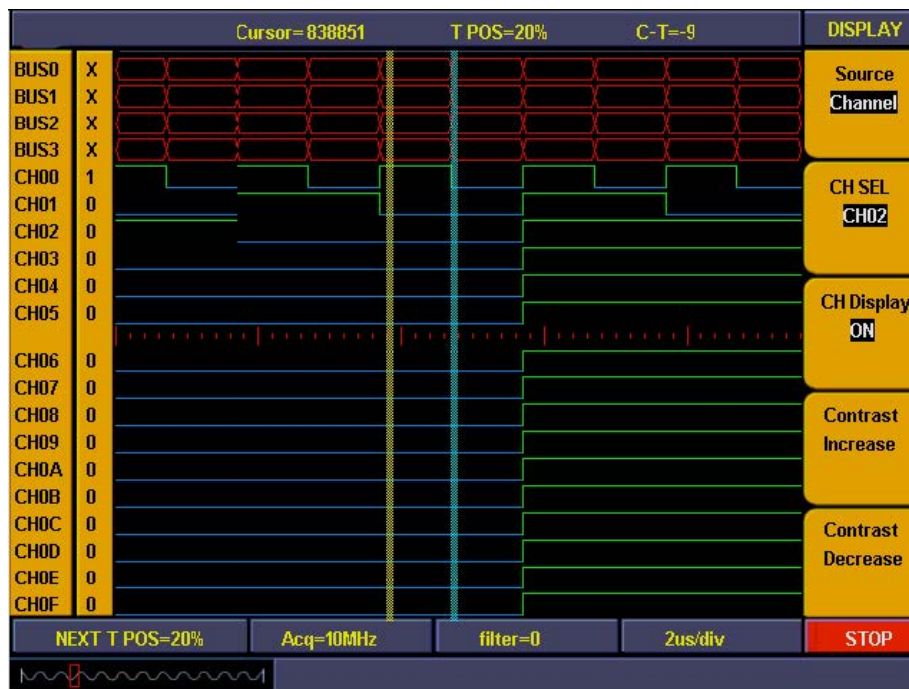 Cursor=838851 T POS=20% C-T=-9 DISPLAY
BUS0 X
BUS1 X
BUS2 X
BUS3 X
CH00 1
CH01 0
CH02 0
CH03 0
CH04 0
CH05 0
CH06 0
CH07 0
CH08 0
CH09 0
CH0A 0
CH0B 0
CH0C 0
CH0D 0
CH0E 0
CH0F 0
Source
Channel
CH SEL
CH02
CH Display
ON
Contrast
Increase
Contrast
Decrease
NEXT T POS=20% Acq=10MHz filter=0 2us/div STOP